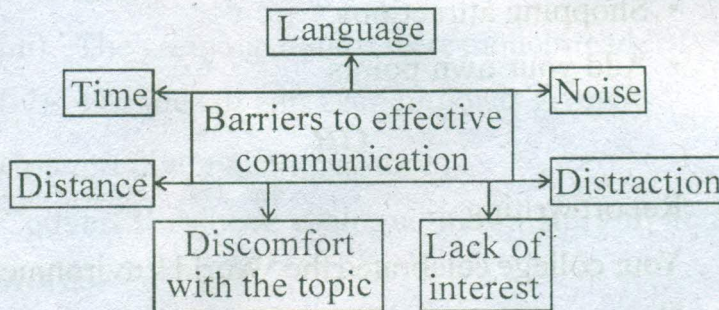 Language
Time
Noise
Barriers to effective
communication
Distance
Distraction
Discomfort
with the topic
Lack of
interest